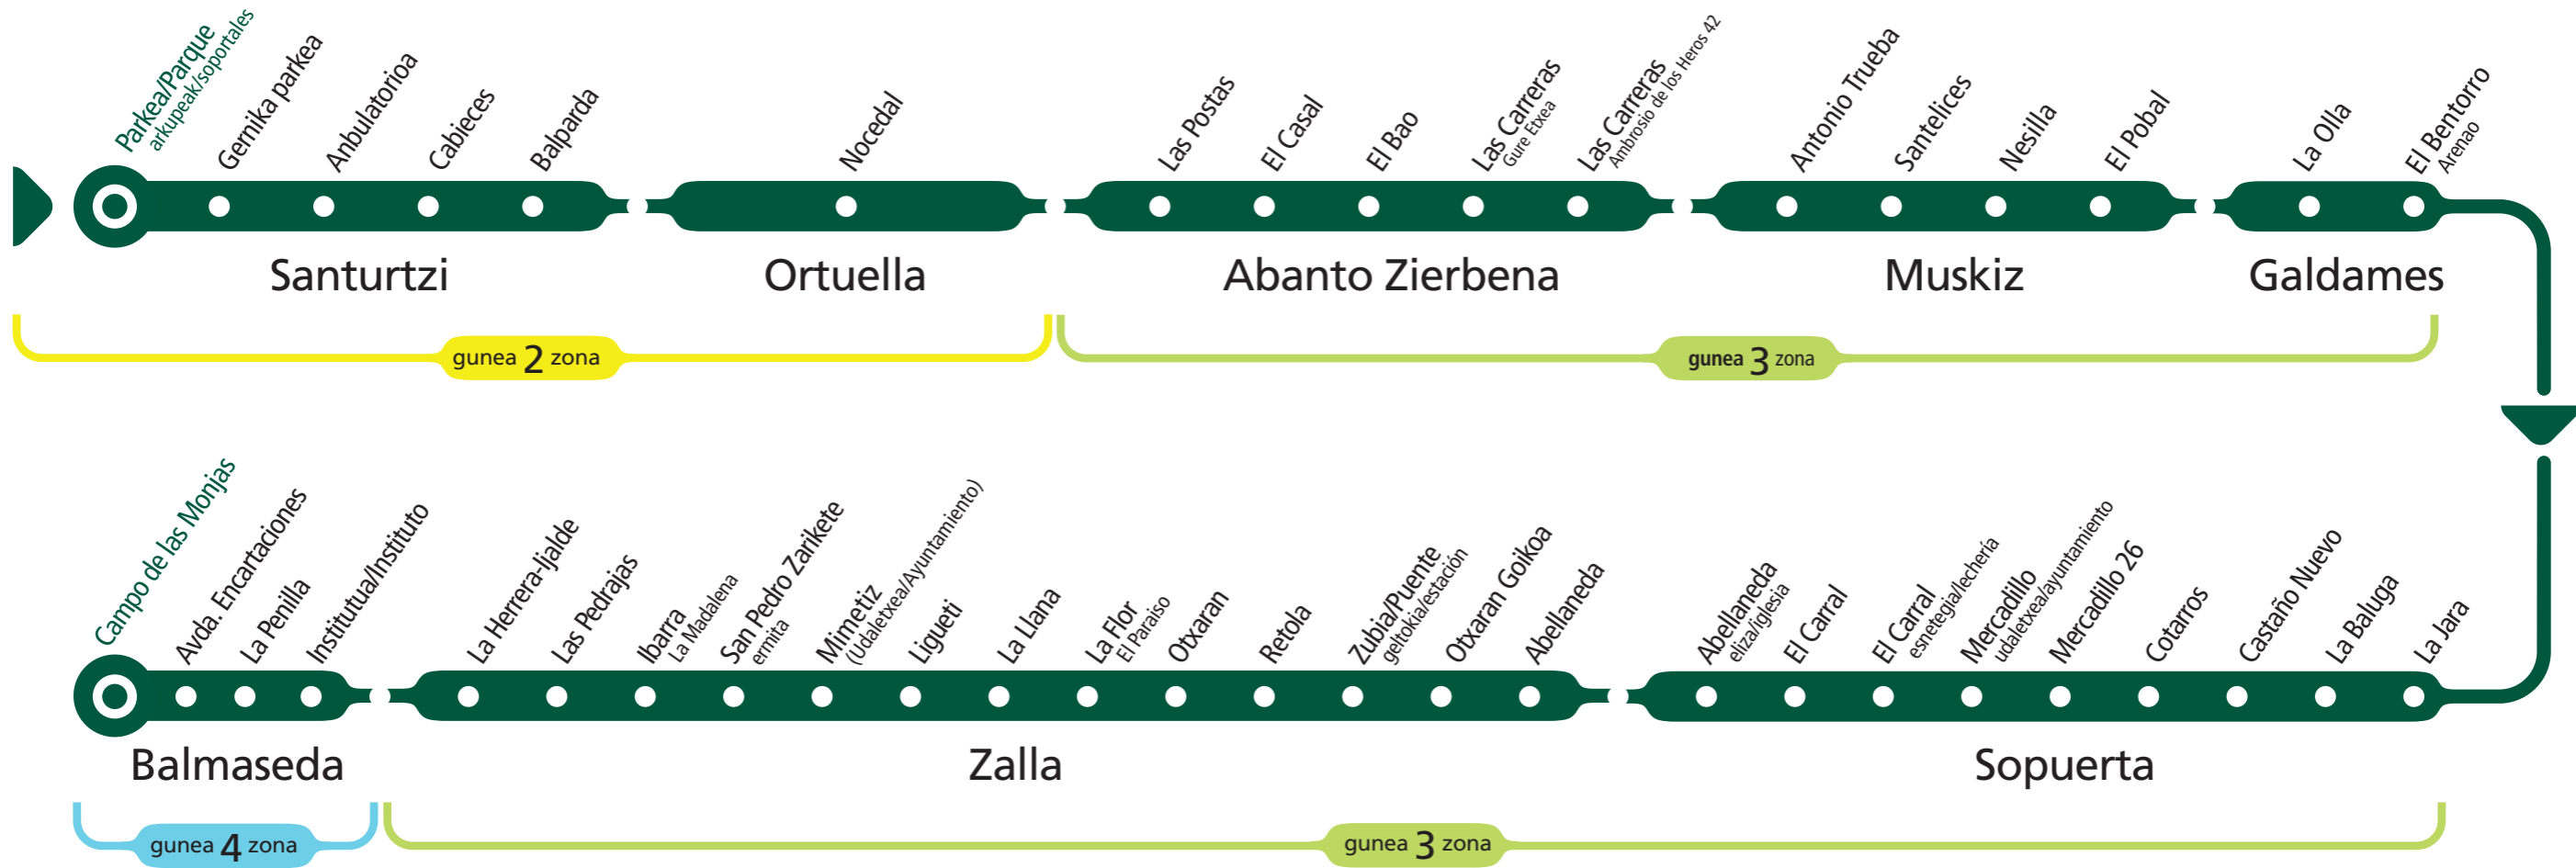 Parkea/Parque
arkupeak/soportales
Gernika parkea
Anbulatorioa
Cabieces
Balparda
Nocedal
Las Postas
El Casal
El Bao
Las Carreras
Gure Etxea
Las Carreras
Ambrosio de los Heros 42
Antonio Trueba
Santelices
Nesilla
El Pobal
La Olla
El Bentorro
Arenao
Santurtzi
Ortuella
Abanto Zierbena
Muskiz
Galdames
gunea 2 zona
gunea 3 zona
Campo de las Monjas
Avda. Encartaciones
La Penilla
Institutua/Instituto
La Herrera-Ijalde
Las Pedrajas
Ibarra
La Madalena
San Pedro Zarikete
ermita
Mimetiz
(Udaletxea/Ayuntamiento)
Ligueti
La Llana
La Flor
El Paraiso
Otxaran
Retola
Zubia/Puente
geltokia/estación
Otxaran Goikoa
Abellaneda
Abellaneda
eliza/iglesia
El Carral
El Carral
esnetegia/lechería
Mercadillo
udaletxea/ayuntamiento
Mercadillo 26
Cotarros
Castaño Nuevo
La Baluga
La Jara
Balmaseda
Zalla
Sopuerta
gunea 4 zona
gunea 3 zona